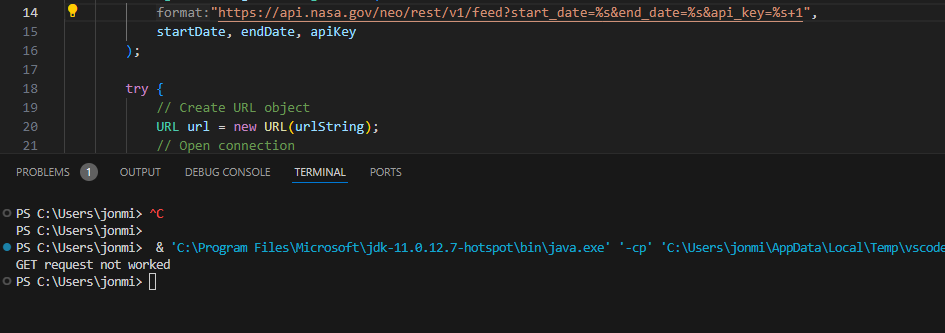 14 format:"https://api.nasa.gov/neo/rest/v1/feed?start_date=%s&end_date=%s&api_key=%s+1",
15 startDate, endDate, apiKey
16 );
17
18 try {
19 // Create URL object
20 URL url = new URL(urlString);
21 // Open connection
PROBLEMS 1 OUTPUT DEBUG CONSOLE TERMINAL PORTS
PS C:\Users\jonmi> ^C
PS C:\Users\jonmi>
PS C:\Users\jonmi> & 'C:\Program Files\Microsoft\jdk-11.0.12.7-hotspot\bin\java.exe' '-cp' 'C:\Users\jonmi\AppData\Local\Temp\vscode
GET request not worked
PS C:\Users\jonmi>